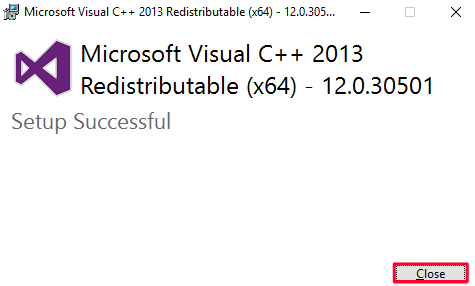 Microsoft Visual C++ 2013 Redistributable (x64) - 12.0.305...
Microsoft Visual C++ 2013
Redistributable (x64) - 12.0.30501
Setup Successful
Close